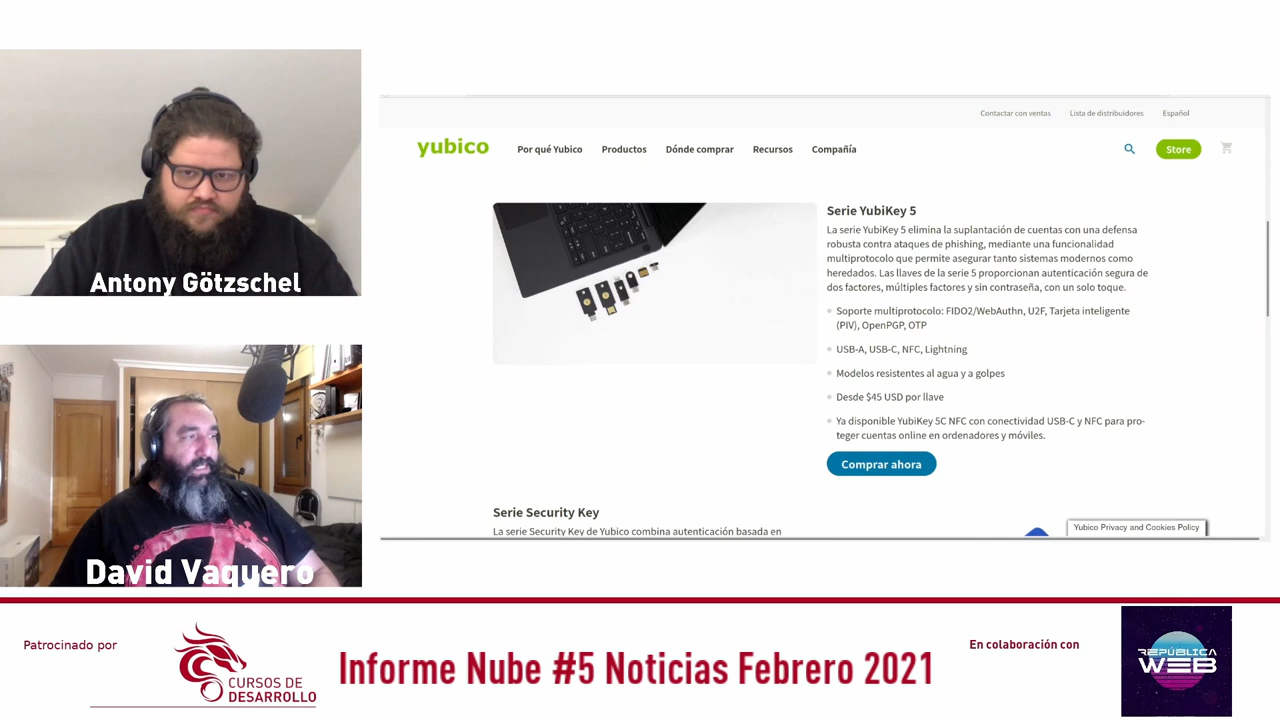 Antony Götzschel
David Vaquero
Contactar con ventas
Lista de distribuidores
Español
yubico
Por qué Yubico
Productos
Dónde comprar
Recursos
Compañía
Store
Serie YubiKey 5
La serie YubiKey 5 elimina la suplantación de cuentas con una defensa
robusta contra ataques de phishing, mediante una funcionalidad
multiprotocolo que permite asegurar tanto sistemas modernos como
heredados. Las llaves de la serie 5 proporcionan autenticación segura de
dos factores, múltiples factores y sin contraseña, con un solo toque.
Soporte multiprotocolo: FIDO2/WebAuthn, U2F, Tarjeta inteligente
(PIV), OpenPGP, OTP
USB-A, USB-C, NFC, Lightning
Modelos resistentes al agua y a golpes
Desde $45 USD por llave
Ya disponible YubiKey 5C NFC con conectividad USB-C y NFC para pro-
teger cuentas online en ordenadores y móviles.
Comprar ahora
Serie Security Key
La serie Security Key de Yubico combina autenticación basada en
Yubico Privacy and Cookies Policy
Patrocinado por
CURSOS DE
DESARROLLO
Informe Nube #5 Noticias Febrero 2021
En colaboración con
REPÚBLICA
WEB